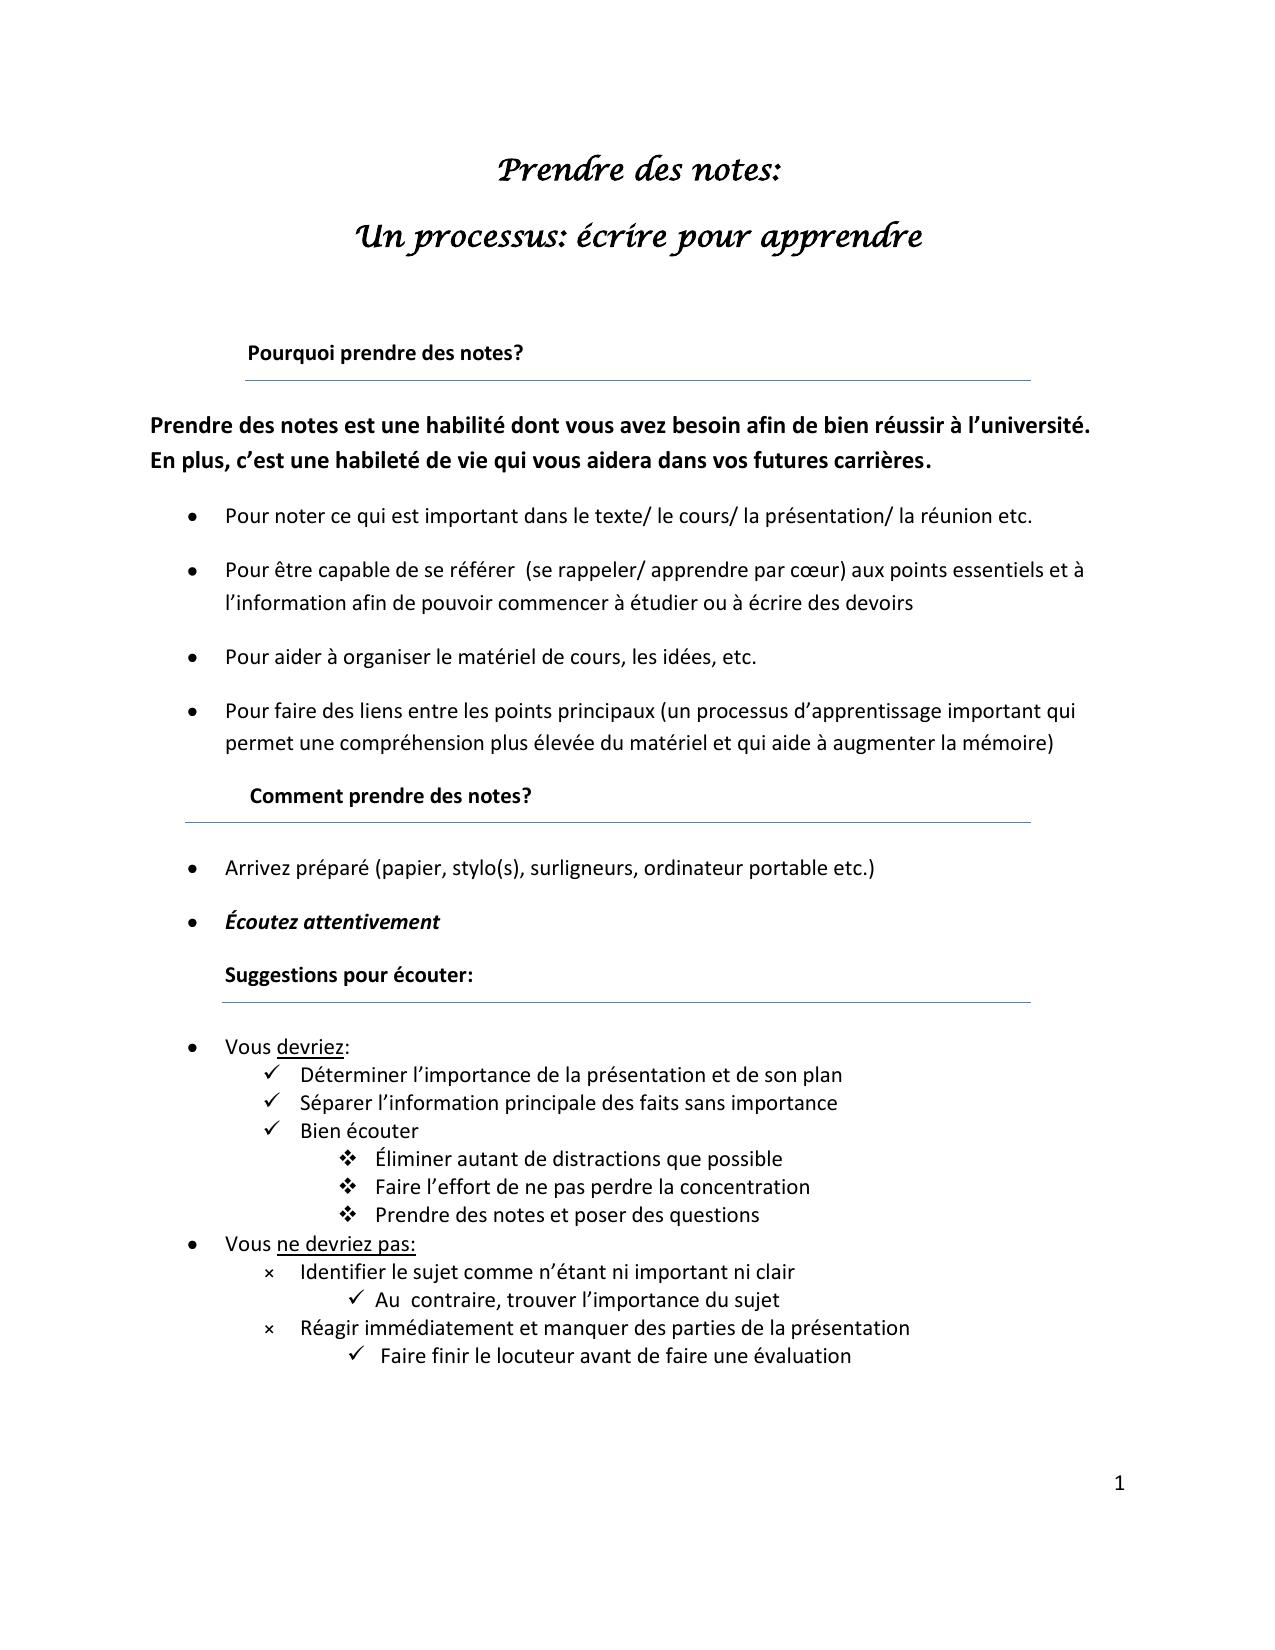 Prendre des notes:
Un processus: écrire pour apprendre
Pourquoi prendre des notes?
Prendre des notes est une habilité dont vous avez besoin afin de bien réussir à l’université.
En plus, c’est une habileté de vie qui vous aidera dans vos futures carrières.
• Pour noter ce qui est important dans le texte/ le cours/ la présentation/ la réunion etc.
• Pour être capable de se référer  (se rappeler/ apprendre par cœur) aux points essentiels et à
l’information afin de pouvoir commencer à étudier ou à écrire des devoirs
• Pour aider à organiser le matériel de cours, les idées, etc.
• Pour faire des liens entre les points principaux (un processus d’apprentissage important qui
permet une compréhension plus élevée du matériel et qui aide à augmenter la mémoire)
Comment prendre des notes?
• Arrivez préparé (papier, stylo(s), surligneurs, ordinateur portable etc.)
• Écoutez attentivement
Suggestions pour écouter:
• Vous devriez:
✓ Déterminer l’importance de la présentation et de son plan
✓ Séparer l’information principale des faits sans importance
✓ Bien écouter
❖ Éliminer autant de distractions que possible
❖ Faire l’effort de ne pas perdre la concentration
❖ Prendre des notes et poser des questions
• Vous ne devriez pas:
× Identifier le sujet comme n’étant ni important ni clair
✓ Au  contraire, trouver l’importance du sujet
× Réagir immédiatement et manquer des parties de la présentation
✓ Faire finir le locuteur avant de faire une évaluation
1